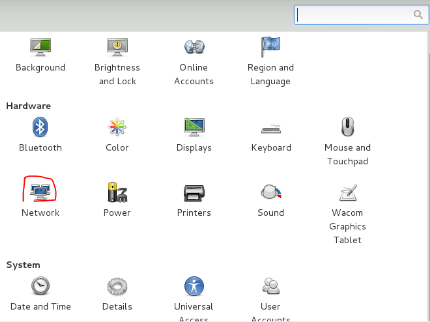 Background Brightness and Lock Online Accounts Region and Language
Hardware
Bluetooth Color Displays Keyboard Mouse and Touchpad
Network Power Printers Sound Wacom Graphics Tablet
System
Date and Time Details Universal Access User Accounts